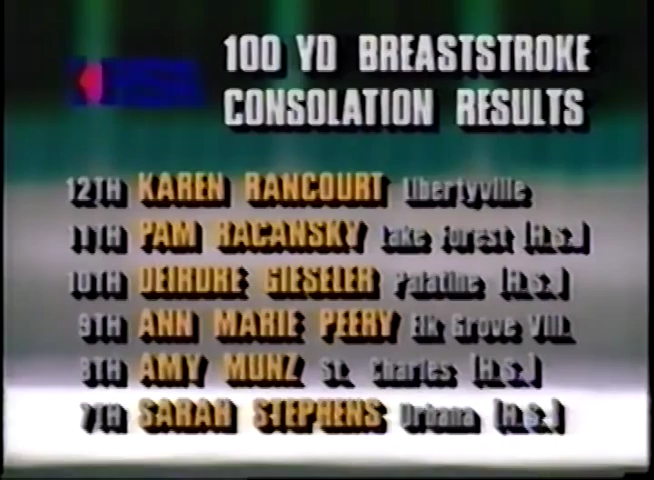 100 YD BREASTSTROKE
CONSOLATION RESULTS
12TH KAREN RANCOURT Libertyville
11TH PAM RACANSKY Lake Forest (H.S.)
10TH DEIRDRE GIESELER Palatine (H.S.)
9TH ANN MARIE PEERY Elk Grove Vill.
8TH AMY MUNZ St. Charles (H.S.)
7TH SARAH STEPHENS Urbana (H.S.)